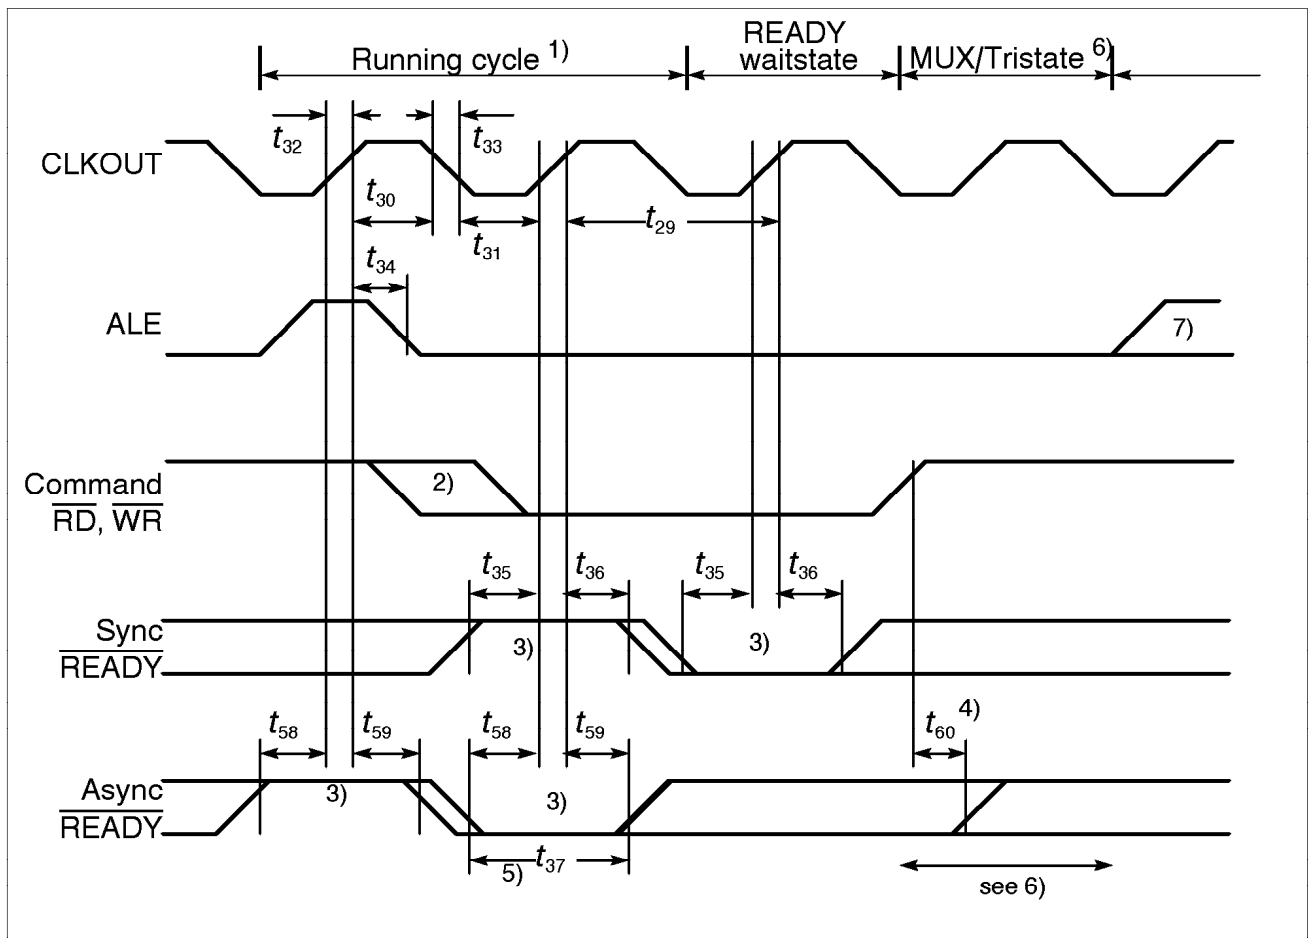 READY
Running cycle 1) waitstate MUX/Tristate 6)
t32 t33
CLKOUT
t30 t29
t31
t34
ALE 7)
Command 2)
RD, WR
t35 t36 t35 t36
Sync 3) 3)
READY
t58 t59 t58 t59 t60 4)
Async 3) 3)
READY
5) t37
see 6)